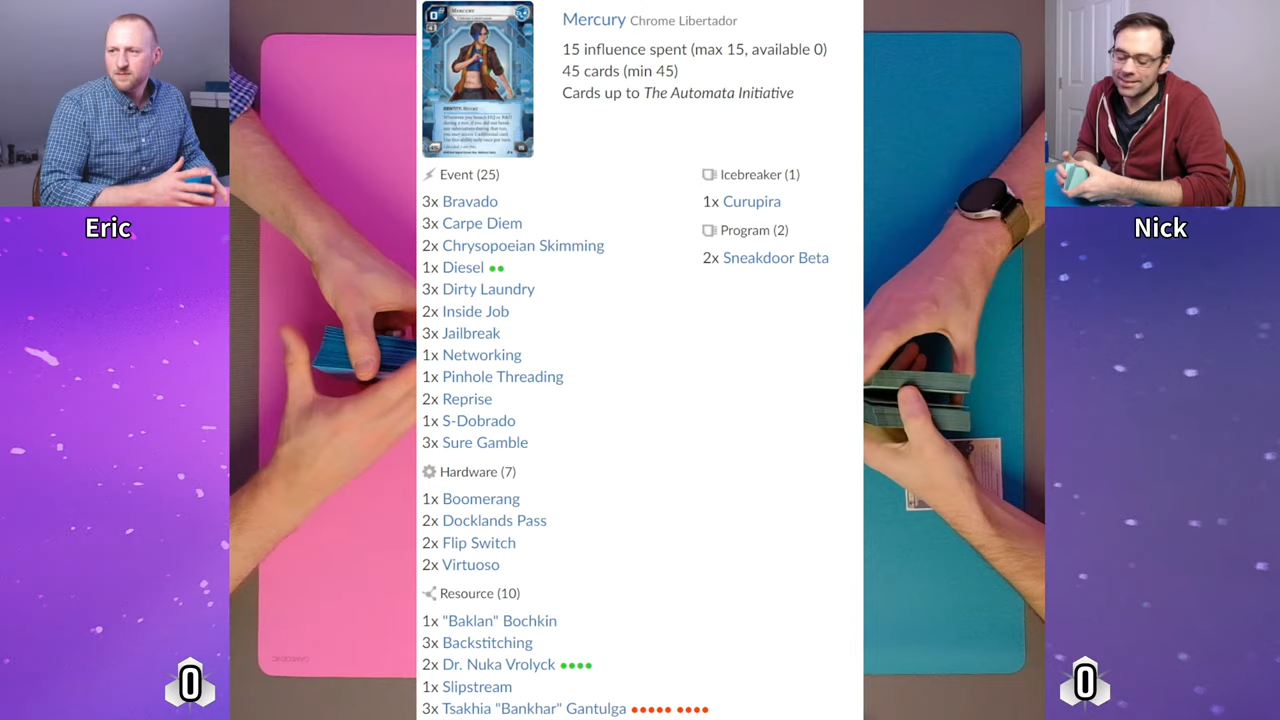 Mercury Chrome Libertador
15 influence spent (max 15, available 0)
45 cards (min 45)
Cards up to The Automata Initiative
Event (25)
3x Bravado
3x Carpe Diem
2x Chrysopoeian Skimming
1x Diesel
3x Dirty Laundry
2x Inside Job
3x Jailbreak
1x Networking
1x Pinhole Threading
2x Reprise
1x S-Dobrado
3x Sure Gamble
Hardware (7)
1x Boomerang
2x Docklands Pass
2x Flip Switch
2x Virtuoso
Resource (10)
1x "Baklan" Bochkin
3x Backstitching
2x Dr. Nuka Vrolyck
1x Slipstream
3x Tsakhia "Bankhar" Gantulga
Icebreaker (1)
1x Curupira
Program (2)
2x Sneakdoor Beta
Eric
Nick
0
0